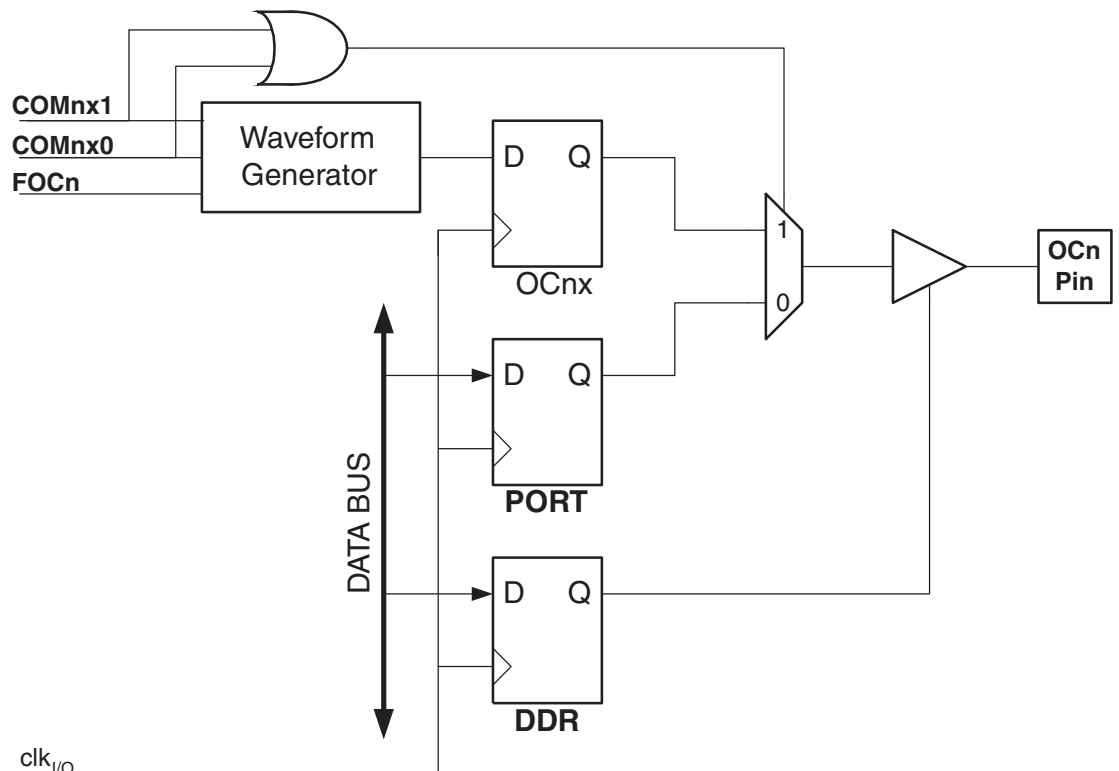 COMnx1
COMnx0
FOCn
Waveform
Generator
D Q
OCnx
1
0
OCn
Pin
D Q
PORT
DATA BUS
D Q
DDR
clkI/O